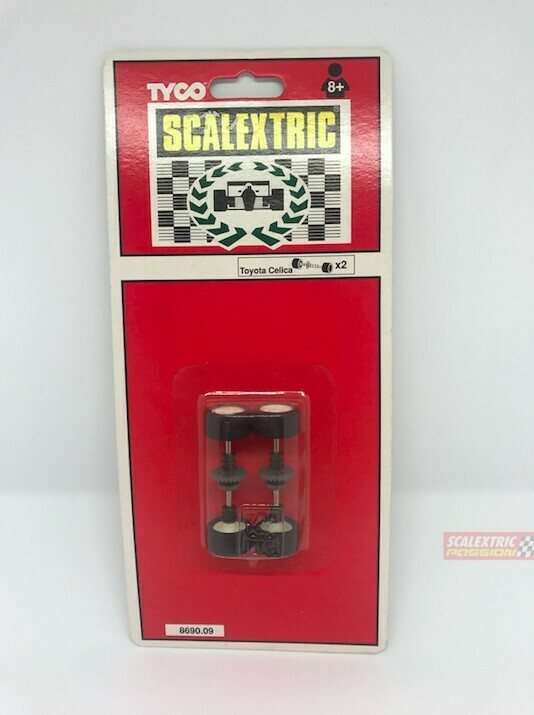 TYCO
8+
SCALEXTRIC
Toyota Celica x2
8690.09
SCALEXTRIC
PASSION